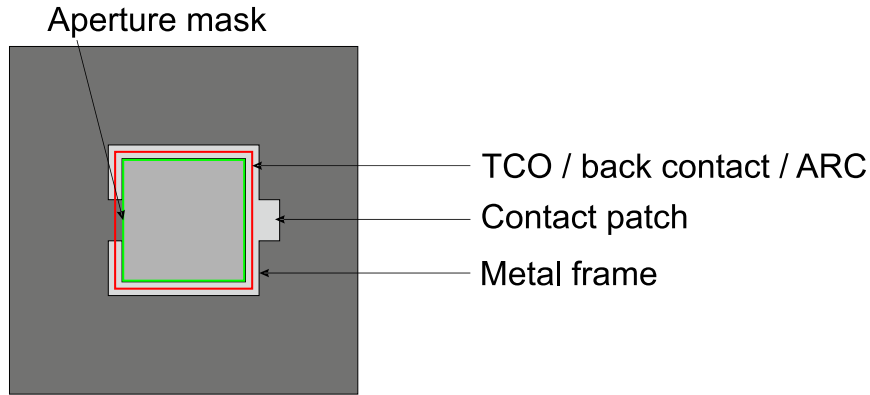 Aperture mask
TCO / back contact / ARC
Contact patch
Metal frame